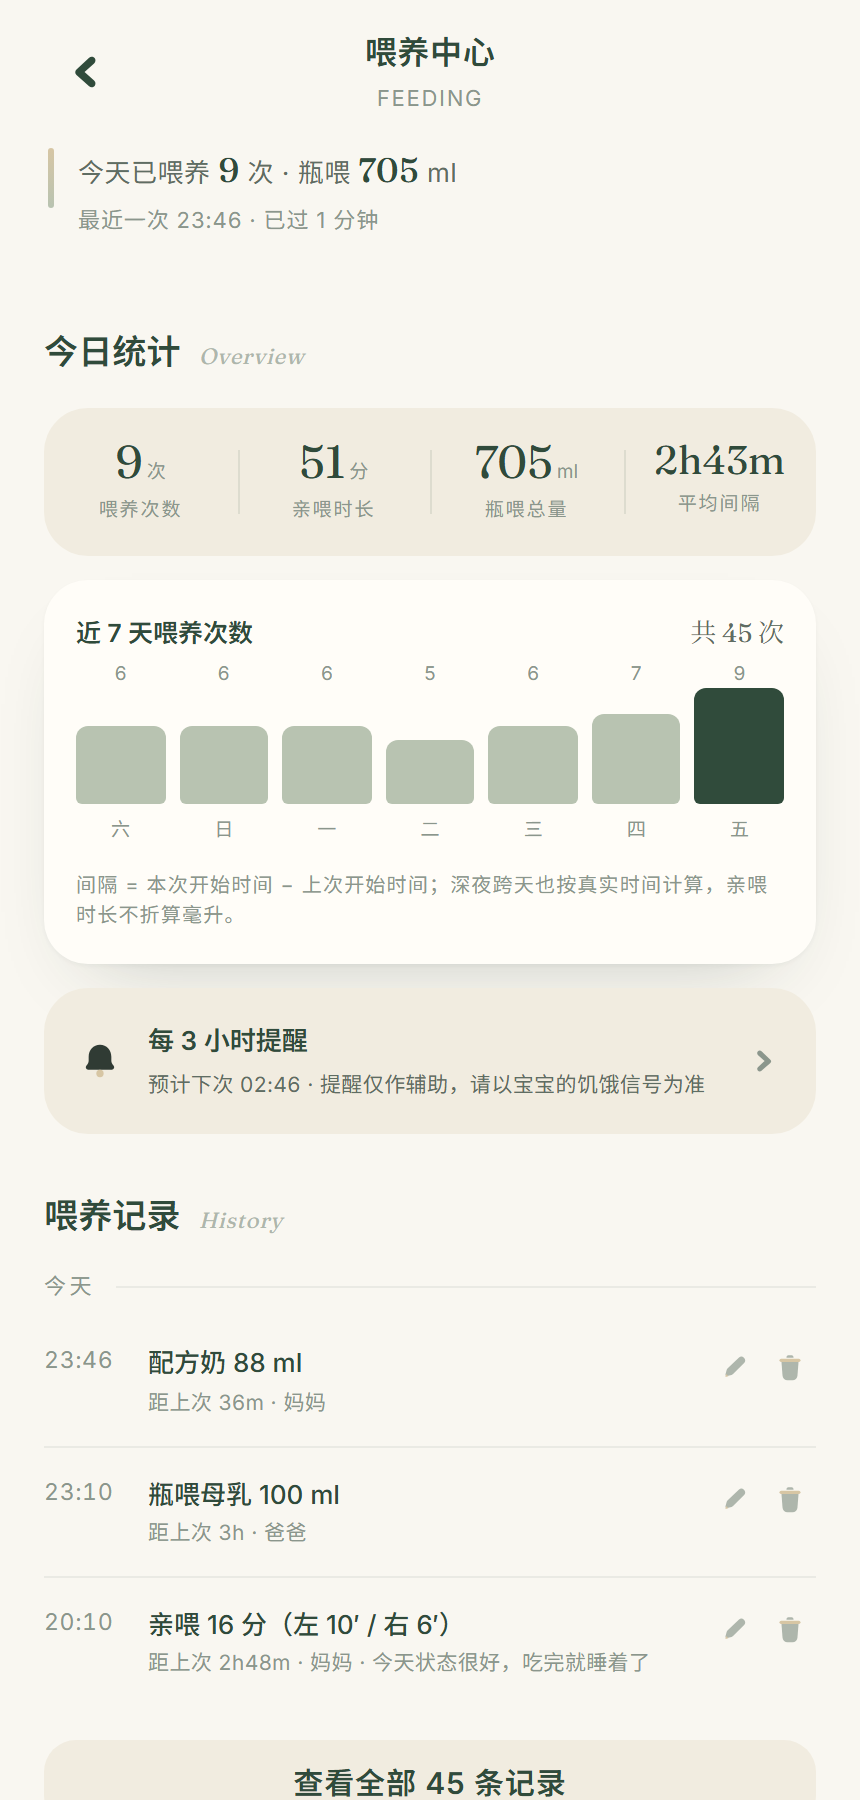 喂养中心
FEEDING
今天已喂养 9 次 · 瓶喂 705 ml
最近一次 23:46 · 已过 1 分钟
今日统计 Overview
9 次 51 分 705 ml 2h43m
喂养次数 亲喂时长 瓶喂总量 平均间隔
近 7 天喂养次数 共 45 次
6 6 6 5 6 7 9
六 日 一 二 三 四 五
间隔 = 本次开始时间 − 上次开始时间；深夜跨天也按真实时间计算，亲喂
时长不折算毫升。
每 3 小时提醒
预计下次 02:46 · 提醒仅作辅助，请以宝宝的饥饿信号为准
喂养记录 History
今天
23:46 配方奶 88 ml
距上次 36m · 妈妈
23:10 瓶喂母乳 100 ml
距上次 3h · 爸爸
20:10 亲喂 16 分（左 10′ / 右 6′）
距上次 2h48m · 妈妈 · 今天状态很好，吃完就睡着了
查看全部 45 条记录